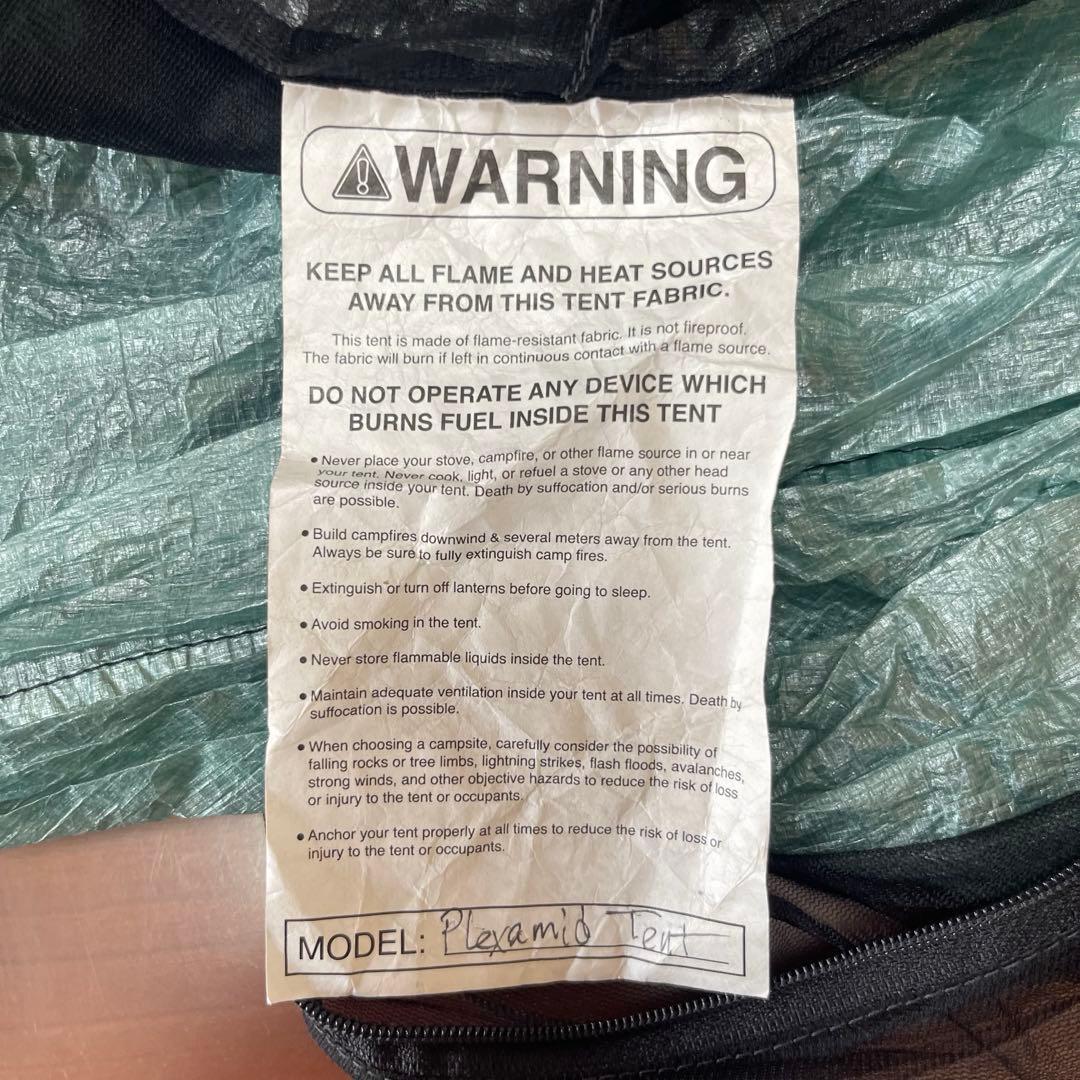 WARNING
KEEP ALL FLAME AND HEAT SOURCES
AWAY FROM THIS TENT FABRIC.
This tent is made of flame-resistant fabric. It is not fireproof.
The fabric will burn if left in continuous contact with a flame source.
DO NOT OPERATE ANY DEVICE WHICH
BURNS FUEL INSIDE THIS TENT
• Never place your stove, campfire, or other flame source in or near
your tent. Never cook, light, or refuel a stove or any other head
source inside your tent. Death by suffocation and/or serious burns
are possible.
• Build campfires downwind & several meters away from the tent.
Always be sure to fully extinguish camp fires.
• Extinguish or turn off lanterns before going to sleep.
• Avoid smoking in the tent.
• Never store flammable liquids inside the tent.
• Maintain adequate ventilation inside your tent at all times. Death by
suffocation is possible.
• When choosing a campsite, carefully consider the possibility of
falling rocks or tree limbs, lightning strikes, flash floods, avalanches,
strong winds, and other objective hazards to reduce the risk of loss
or injury to the tent or occupants.
• Anchor your tent properly at all times to reduce the risk of loss or
injury to the tent or occupants.
MODEL: Plexamid Tent